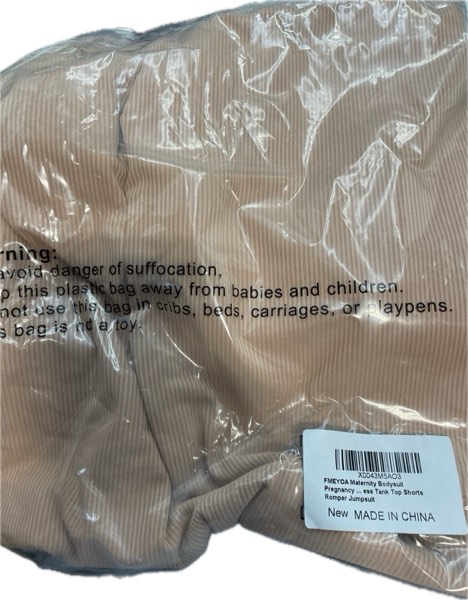 rning:
avoid danger of suffocation,
p this plastic bag away from babies and children.
not use this bag in cribs, beds, carriages, or playpens.
s bag is not a toy.
X0043M5AO3
FMEYOA Maternity Bodysuit
Pregnancy ... ess Tank Top Shorts
Romper Jumpsuit
New MADE IN CHINA